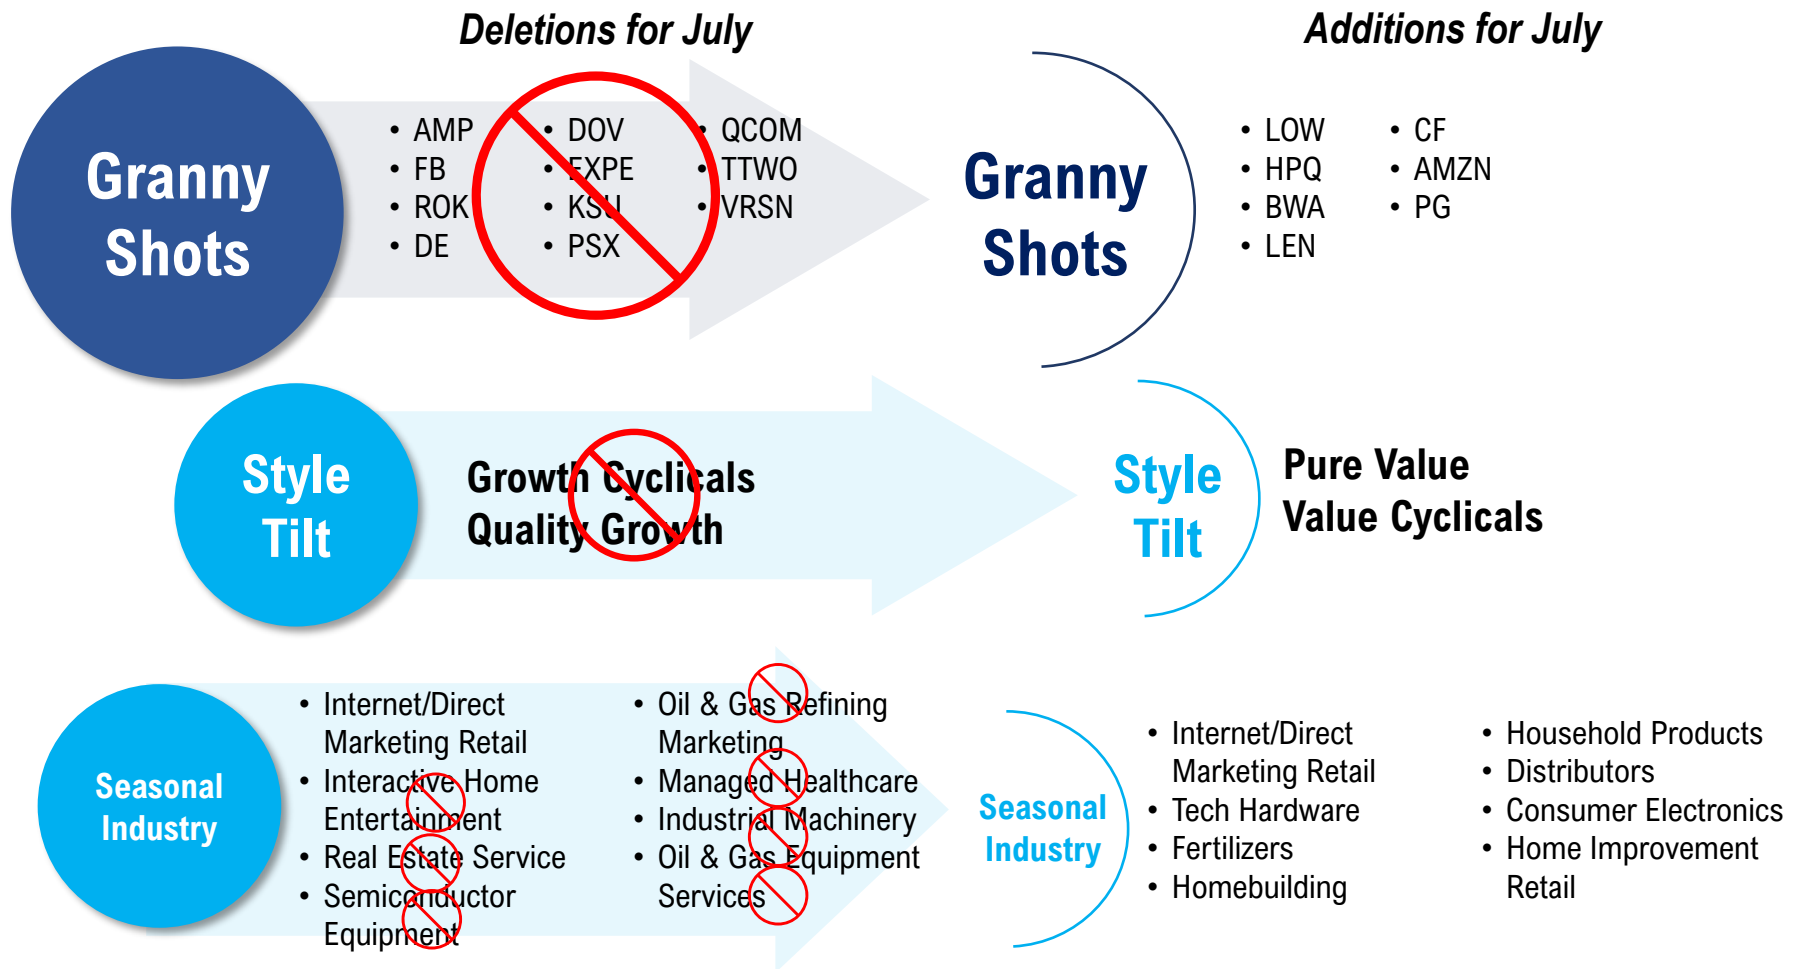 Deletions for July
Additions for July
Granny
Shots
• AMP
• FB
• ROK
• DE
• DOV
• EXPE
• KSU
• PSX
• QCOM
• TTWO
• VRSN
Granny
Shots
• LOW
• HPQ
• BWA
• LEN
• CF
• AMZN
• PG
Style
Tilt
Growth Cyclicals
Quality Growth
Style
Tilt
Pure Value
Value Cyclicals
Seasonal
Industry
• Internet/Direct
Marketing Retail
• Interactive Home
Entertainment
• Real Estate Service
• Semiconductor
Equipment
• Oil & Gas Refining
Marketing
• Managed Healthcare
• Industrial Machinery
• Oil & Gas Equipment
Services
Seasonal
Industry
• Internet/Direct
Marketing Retail
• Tech Hardware
• Fertilizers
• Homebuilding
• Household Products
• Distributors
• Consumer Electronics
• Home Improvement
Retail